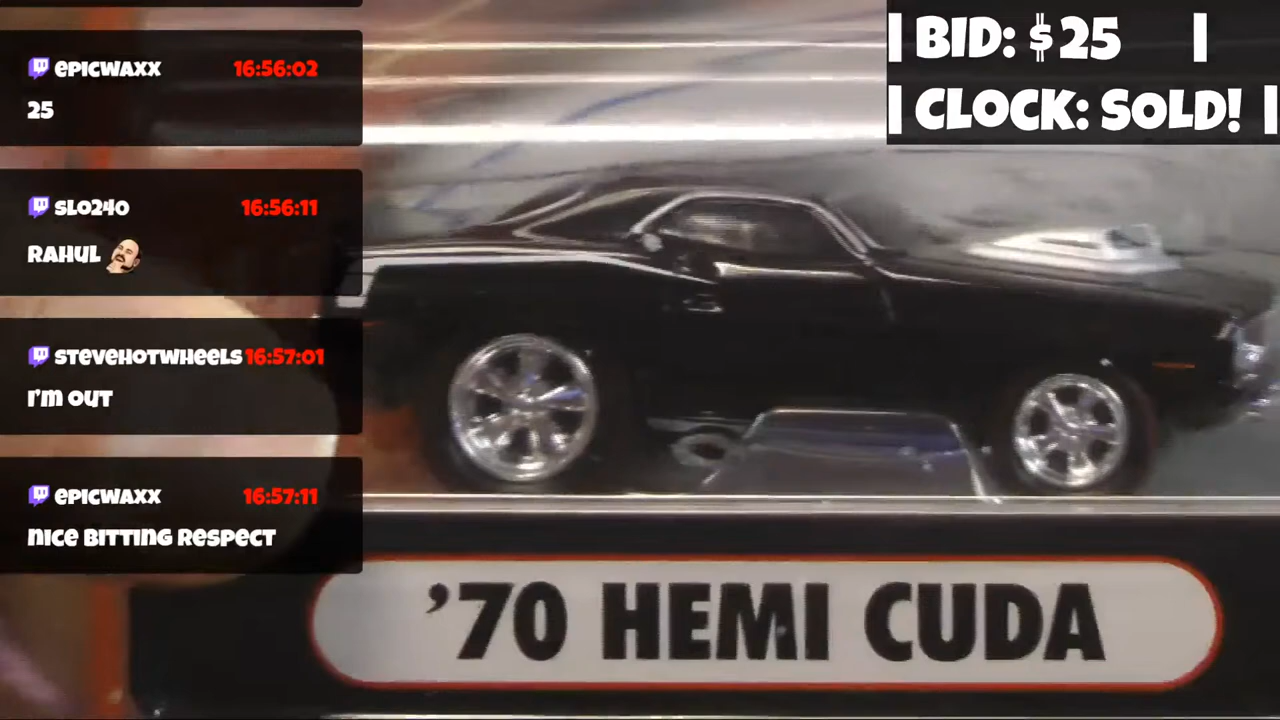 EPICWAXX 16:56:02
25
SLO240 16:56:11
RAHUL
STEVEHOTWHEELS 16:57:01
I'M OUT
EPICWAXX 16:57:11
NICE BITTING RESPECT
| BID: $25 |
| CLOCK: SOLD! |
'70 HEMI CUDA